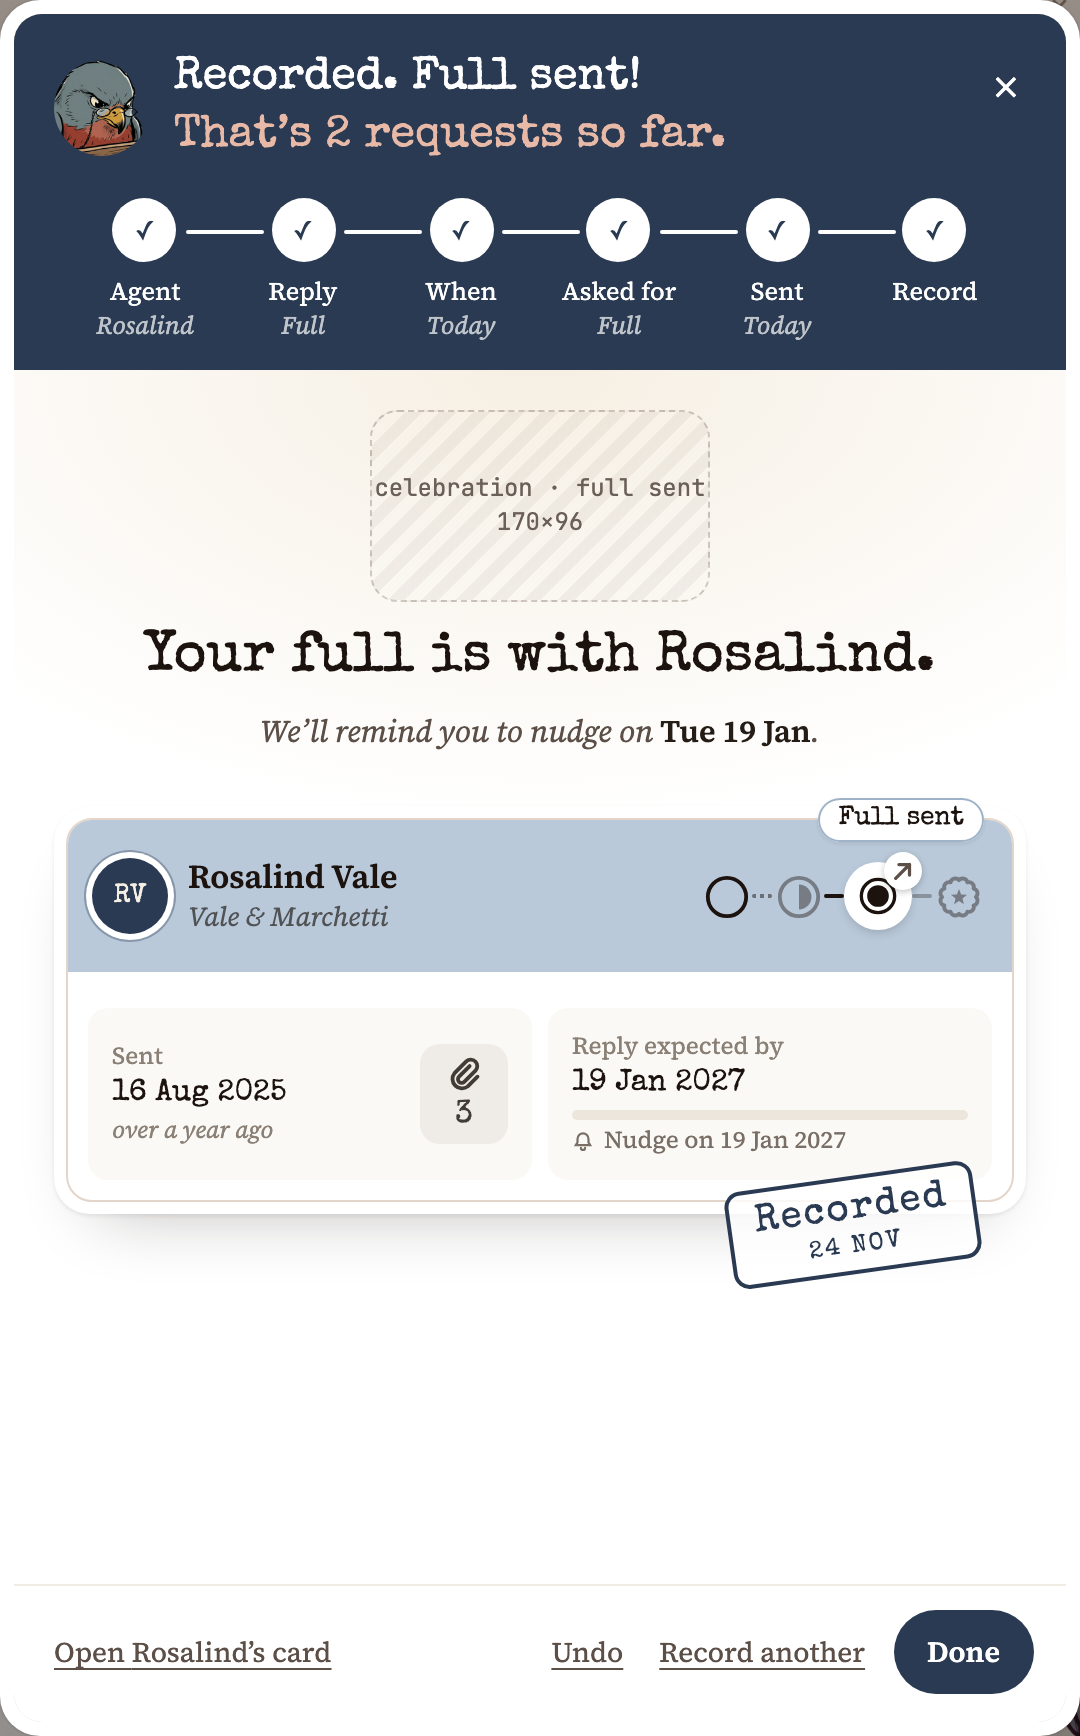 Recorded. Full sent!
That’s 2 requests so far.
Agent
Rosalind
Reply
Full
When
Today
Asked for
Full
Sent
Today
Record
celebration · full sent
170×96
Your full is with Rosalind.
We’ll remind you to nudge on Tue 19 Jan.
Full sent
RV
Rosalind Vale
Vale & Marchetti
Sent
16 Aug 2025
over a year ago
3
Reply expected by
19 Jan 2027
Nudge on 19 Jan 2027
Recorded
24 NOV
Open Rosalind’s card
Undo
Record another
Done